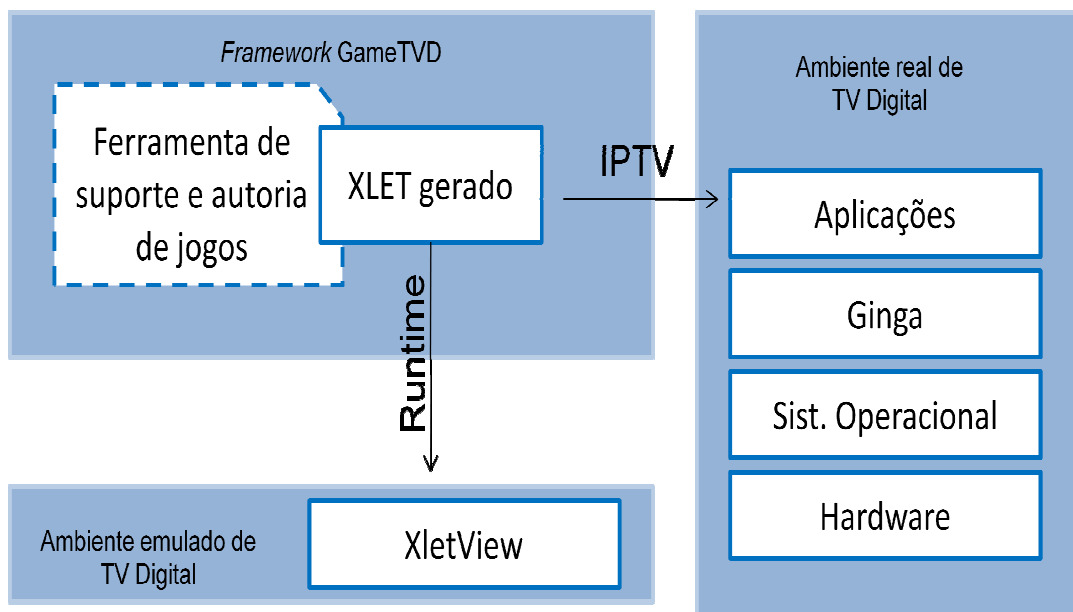 Framework GameTVD
Ferramenta de
suporte e autoria
de jogos
XLET gerado
IPTV
Runtime
Ambiente real de
TV Digital
Aplicações
Ginga
Sist. Operacional
Hardware
Ambiente emulado de
TV Digital
XletView